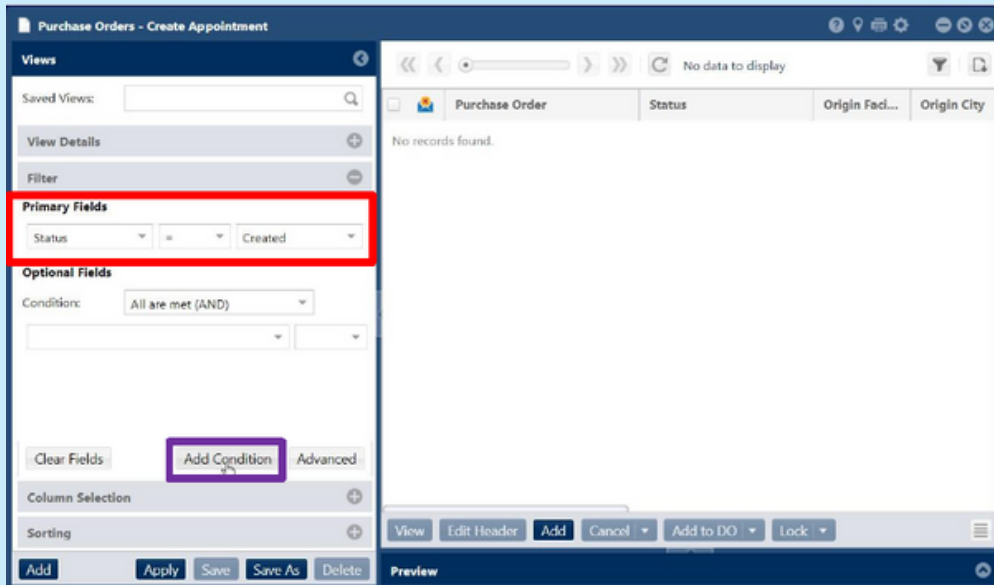 Purchase Orders - Create Appointment
Views
No data to display
Saved Views:
Purchase Order Status Origin Faci... Origin City
View Details
No records found.
Filter
Primary Fields
Status = Created
Optional Fields
Condition: All are met (AND)
Clear Fields Add Condition Advanced
Column Selection
Sorting
View Edit Header Add Cancel Add to DO Lock
Add Apply Save Save As Delete
Preview